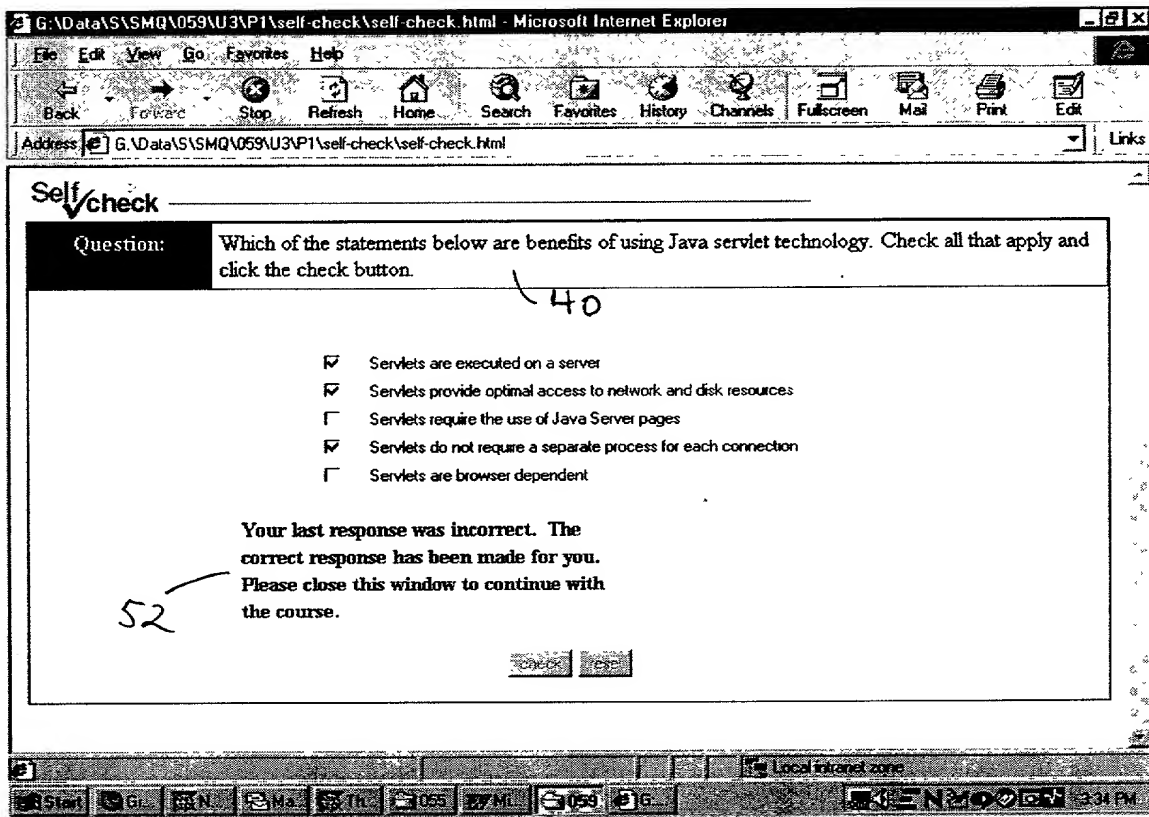 G:\Data\S\SMQ\059\U3\P1\self-check\self-check.html - Microsoft Internet Explorer
File Edit View Go Favorites Help
Back Forward Stop Refresh Home Search Favorites History Channels Fullscreen Mail Print Edit
Address G:\Data\S\SMQ\059\U3\P1\self-check\self-check.html Links
Self check
Question: Which of the statements below are benefits of using Java servlet technology. Check all that apply and
click the check button.
40
Servlets are executed on a server
Servlets provide optimal access to network and disk resources
Servlets require the use of Java Server pages
Servlets do not require a separate process for each connection
Servlets are browser dependent
Your last response was incorrect. The
correct response has been made for you.
Please close this window to continue with
the course.
52
check
Local intranet zone
Start Gi... N... Ma... Th... 055 Mi... 059 G... 3:34 PM